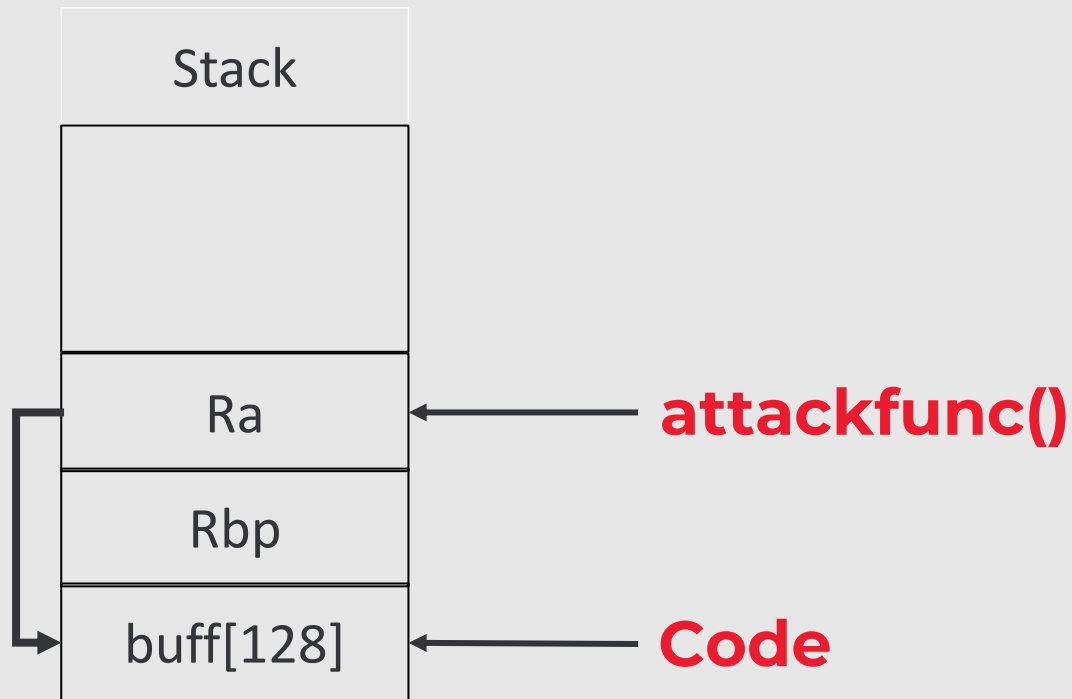 Stack
Ra
attackfunc()
Rbp
buff[128]
Code